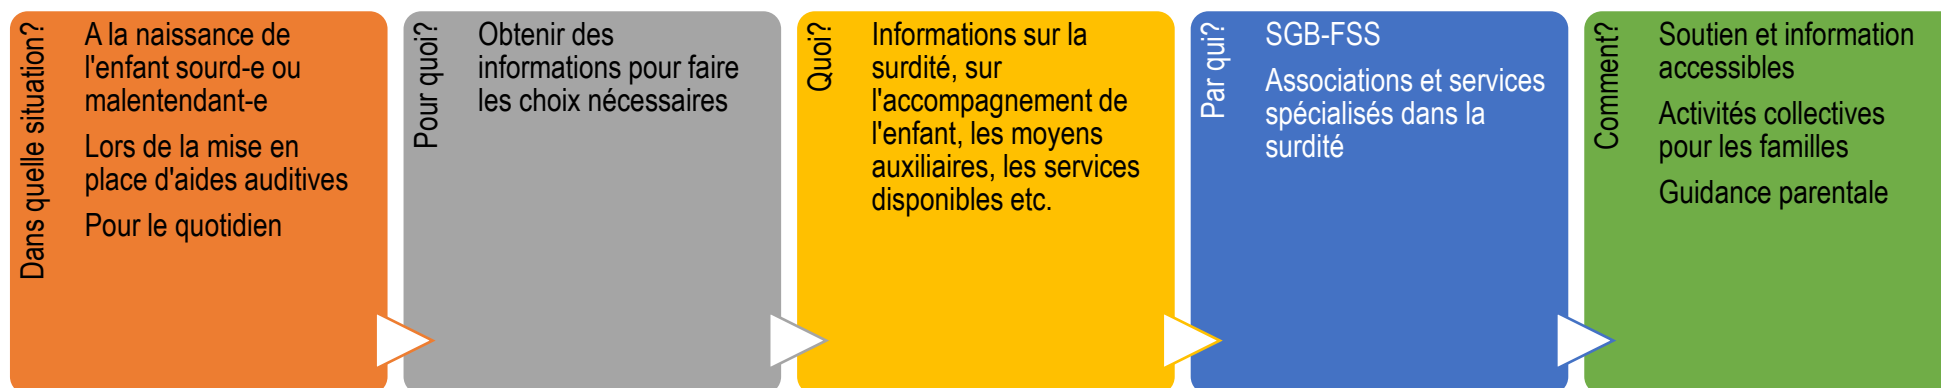 Dans quelle situation?
A la naissance de
l'enfant sourd-e ou
malentendant-e
Lors de la mise en
place d'aides auditives
Pour le quotidien
Pour quoi?
Obtenir des
informations pour faire
les choix nécessaires
Quoi?
Informations sur la
surdité, sur
l'accompagnement de
l'enfant, les moyens
auxiliaires, les services
disponibles etc.
Par qui?
SGB-FSS
Associations et services
spécialisés dans la
surdité
Comment?
Soutien et information
accessibles
Activités collectives
pour les familles
Guidance parentale